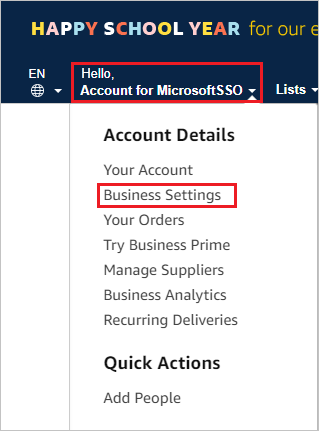 HAPPY SCHOOL YEAR for our e
EN
Hello,
Account for MicrosoftSSO
Lists
Account Details
Your Account
Business Settings
Your Orders
Try Business Prime
Manage Suppliers
Business Analytics
Recurring Deliveries
Quick Actions
Add People